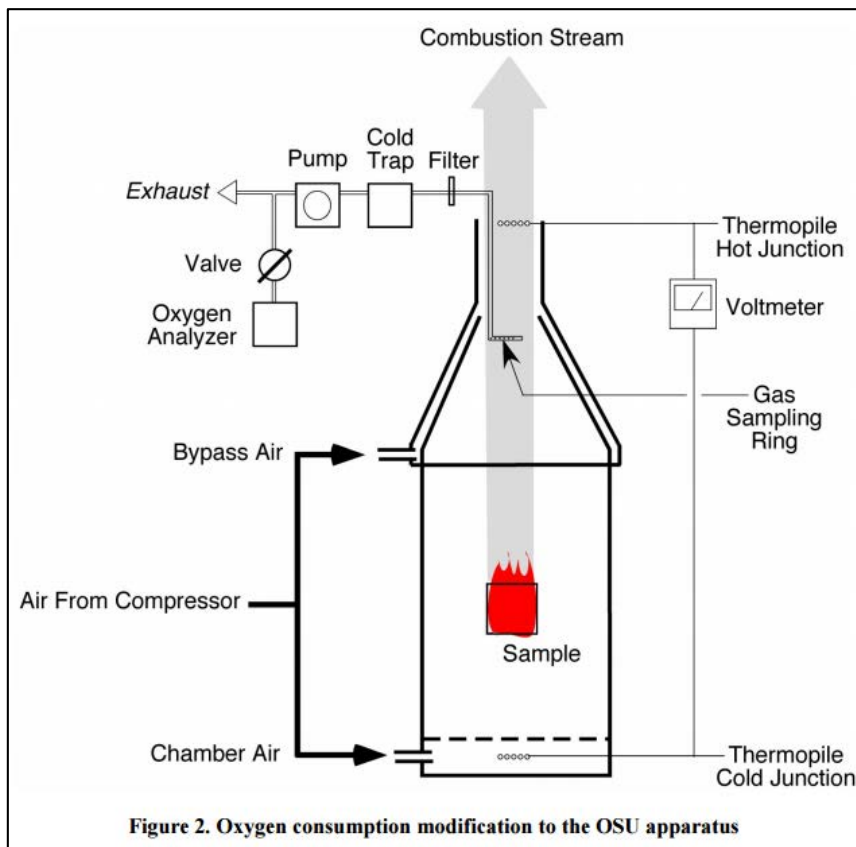 Combustion Stream
Cold
Trap
Pump
Filter
Exhaust
Thermopile
Hot Junction
Valve
Voltmeter
Oxygen
Analyzer
Gas
Sampling
Ring
Bypass Air
Air From Compressor
Sample
Chamber Air
Thermopile
Cold Junction
Figure 2. Oxygen consumption modification to the OSU apparatus